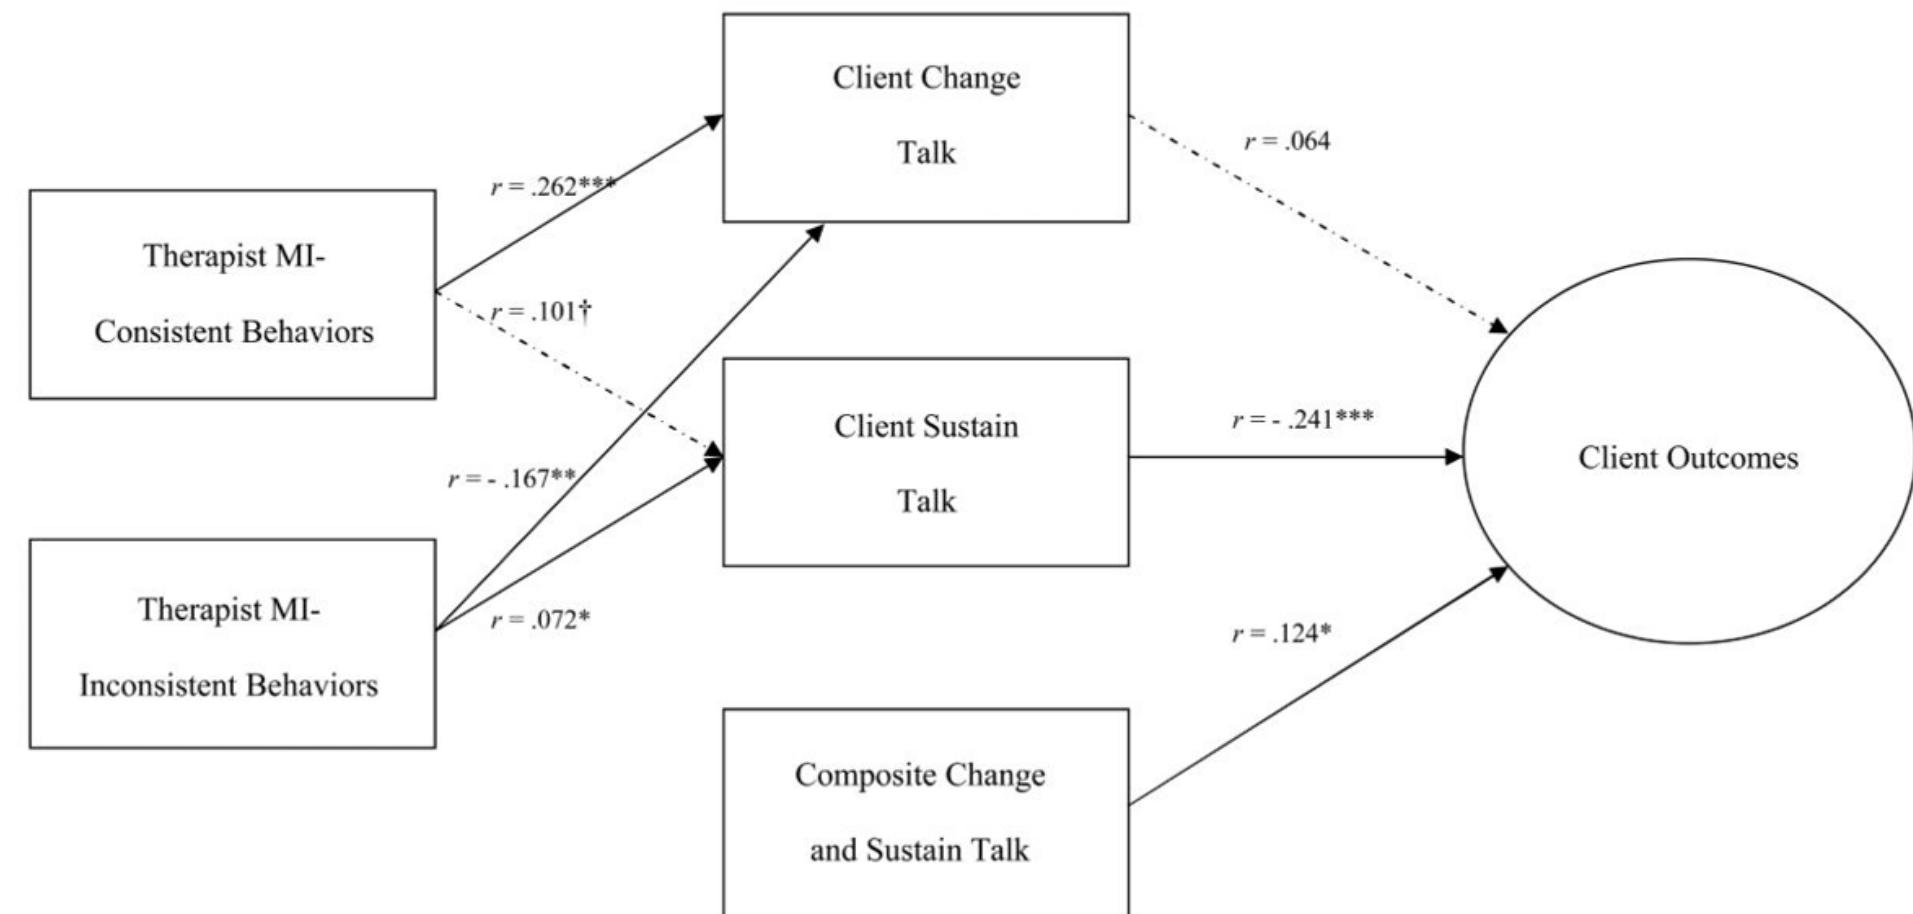 Client Change
Talk
r = .064
r = .262***
Therapist MI-
Consistent Behaviors
r = .101†
Client Sustain
Talk
r = - .241***
Client Outcomes
r = - .167**
Therapist MI-
Inconsistent Behaviors
r = .072*
r = .124*
Composite Change
and Sustain Talk